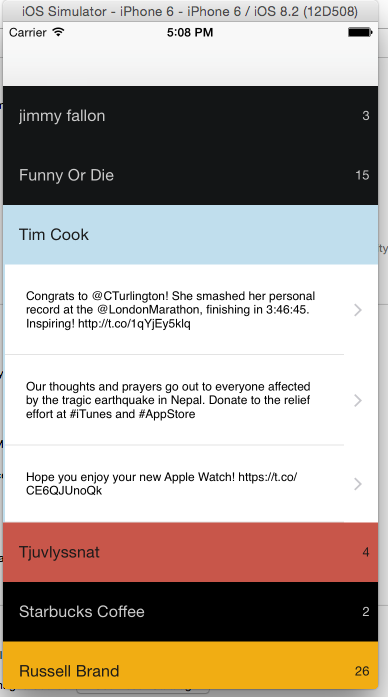 iOS Simulator - iPhone 6 - iPhone 6 / iOS 8.2 (12D508)
Carrier 5:08 PM
jimmy fallon 3
Funny Or Die 15
Tim Cook
Congrats to @CTurlington! She smashed her personal
record at the @LondonMarathon, finishing in 3:46:45.
Inspiring! http://t.co/1qYjEy5klq
Our thoughts and prayers go out to everyone affected
by the tragic earthquake in Nepal. Donate to the relief
effort at #iTunes and #AppStore
Hope you enjoy your new Apple Watch! https://t.co/
CE6QJUnoQk
Tjuvlyssnat 4
Starbucks Coffee 2
Russell Brand 26